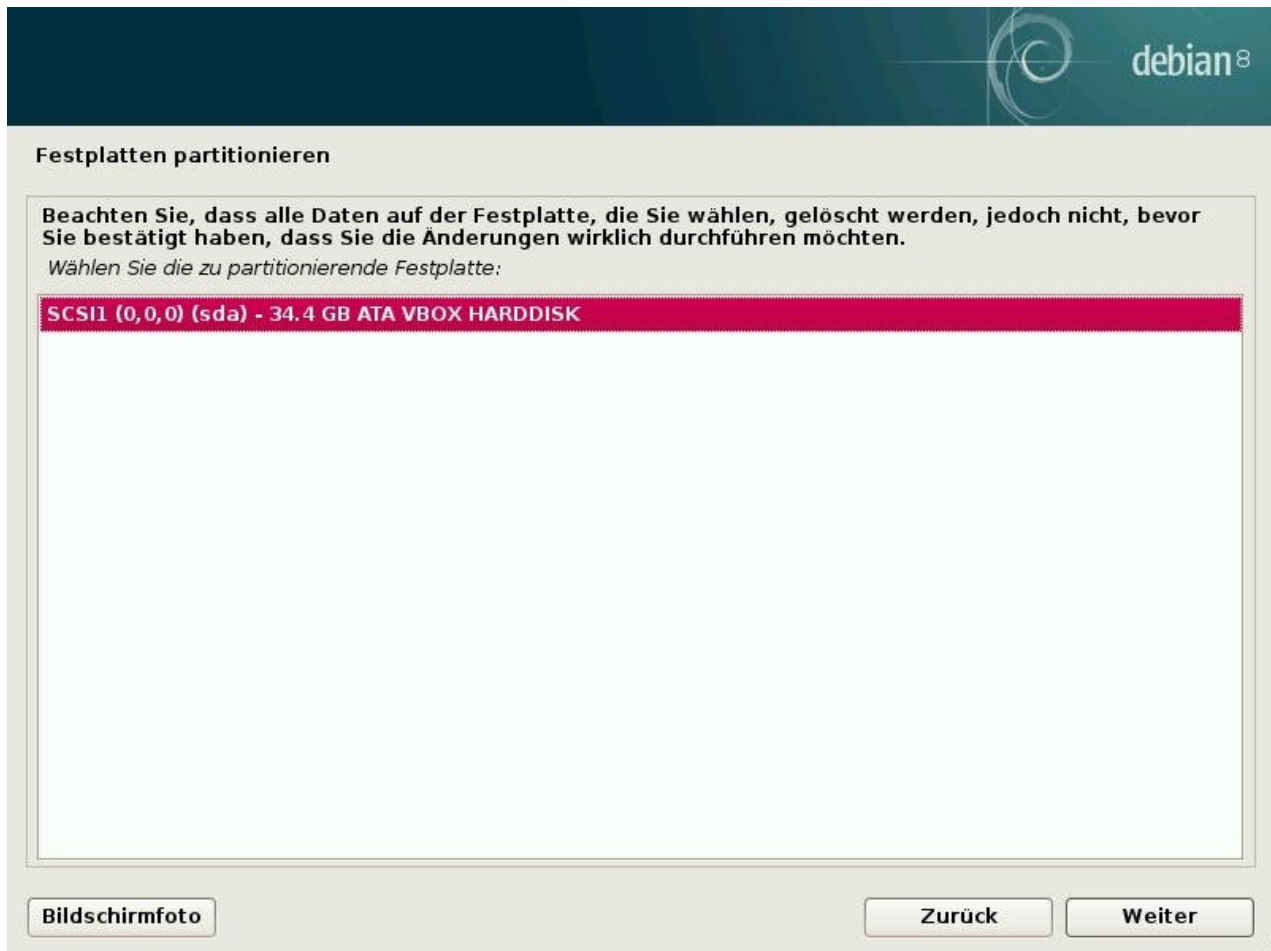 debian 8
Festplatten partitionieren
Beachten Sie, dass alle Daten auf der Festplatte, die Sie wählen, gelöscht werden, jedoch nicht, bevor
Sie bestätigt haben, dass Sie die Änderungen wirklich durchführen möchten.
Wählen Sie die zu partitionierende Festplatte:
SCSI1 (0,0,0) (sda) - 34.4 GB ATA VBOX HARDDISK
Bildschirmfoto Zurück Weiter